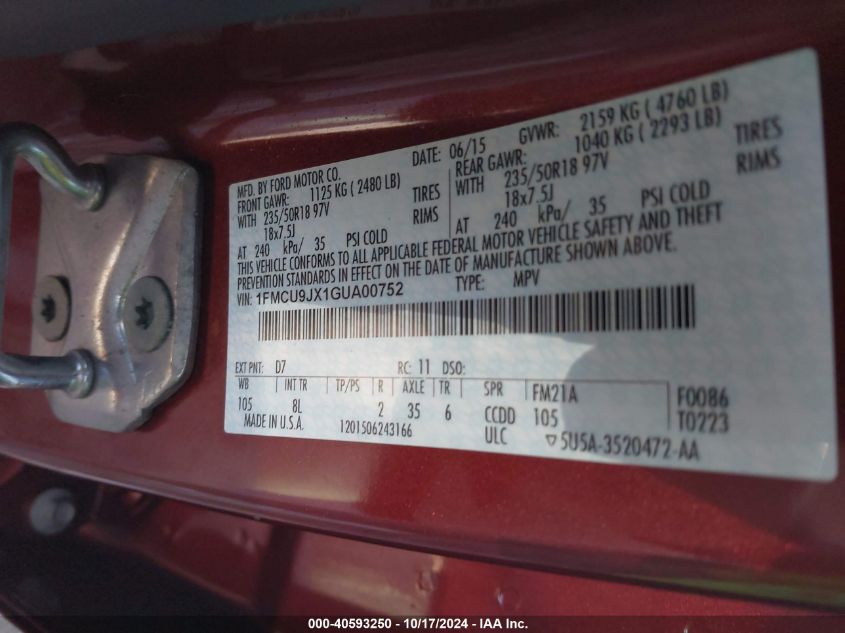 MFD. BY FORD MOTOR CO. DATE: 06/15 GVWR: 2159 KG ( 4760 LB)
FRONT GAWR: 1125 KG ( 2480 LB) REAR GAWR: 1040 KG ( 2293 LB)
WITH 235/50R18 97V TIRES WITH 235/50R18 97V TIRES
18x7.5J RIMS 18x7.5J RIMS
AT 240 kPa/ 35 PSI COLD AT 240 kPa/ 35 PSI COLD
THIS VEHICLE CONFORMS TO ALL APPLICABLE FEDERAL MOTOR VEHICLE SAFETY AND THEFT
PREVENTION STANDARDS IN EFFECT ON THE DATE OF MANUFACTURE SHOWN ABOVE.
VIN: 1FMCU9JX1GUA00752 TYPE: MPV
EXT PNT: D7 RC: 11 DSO:
WB INT TR TP/PS R AXLE TR SPR FM21A F0086
105 8L 2 35 6 CCDD 105 T0223
MADE IN U.S.A. 1201506243166 ULC ▽5U5A-3520472-AA
000-40593250 - 10/17/2024 - IAAI.com